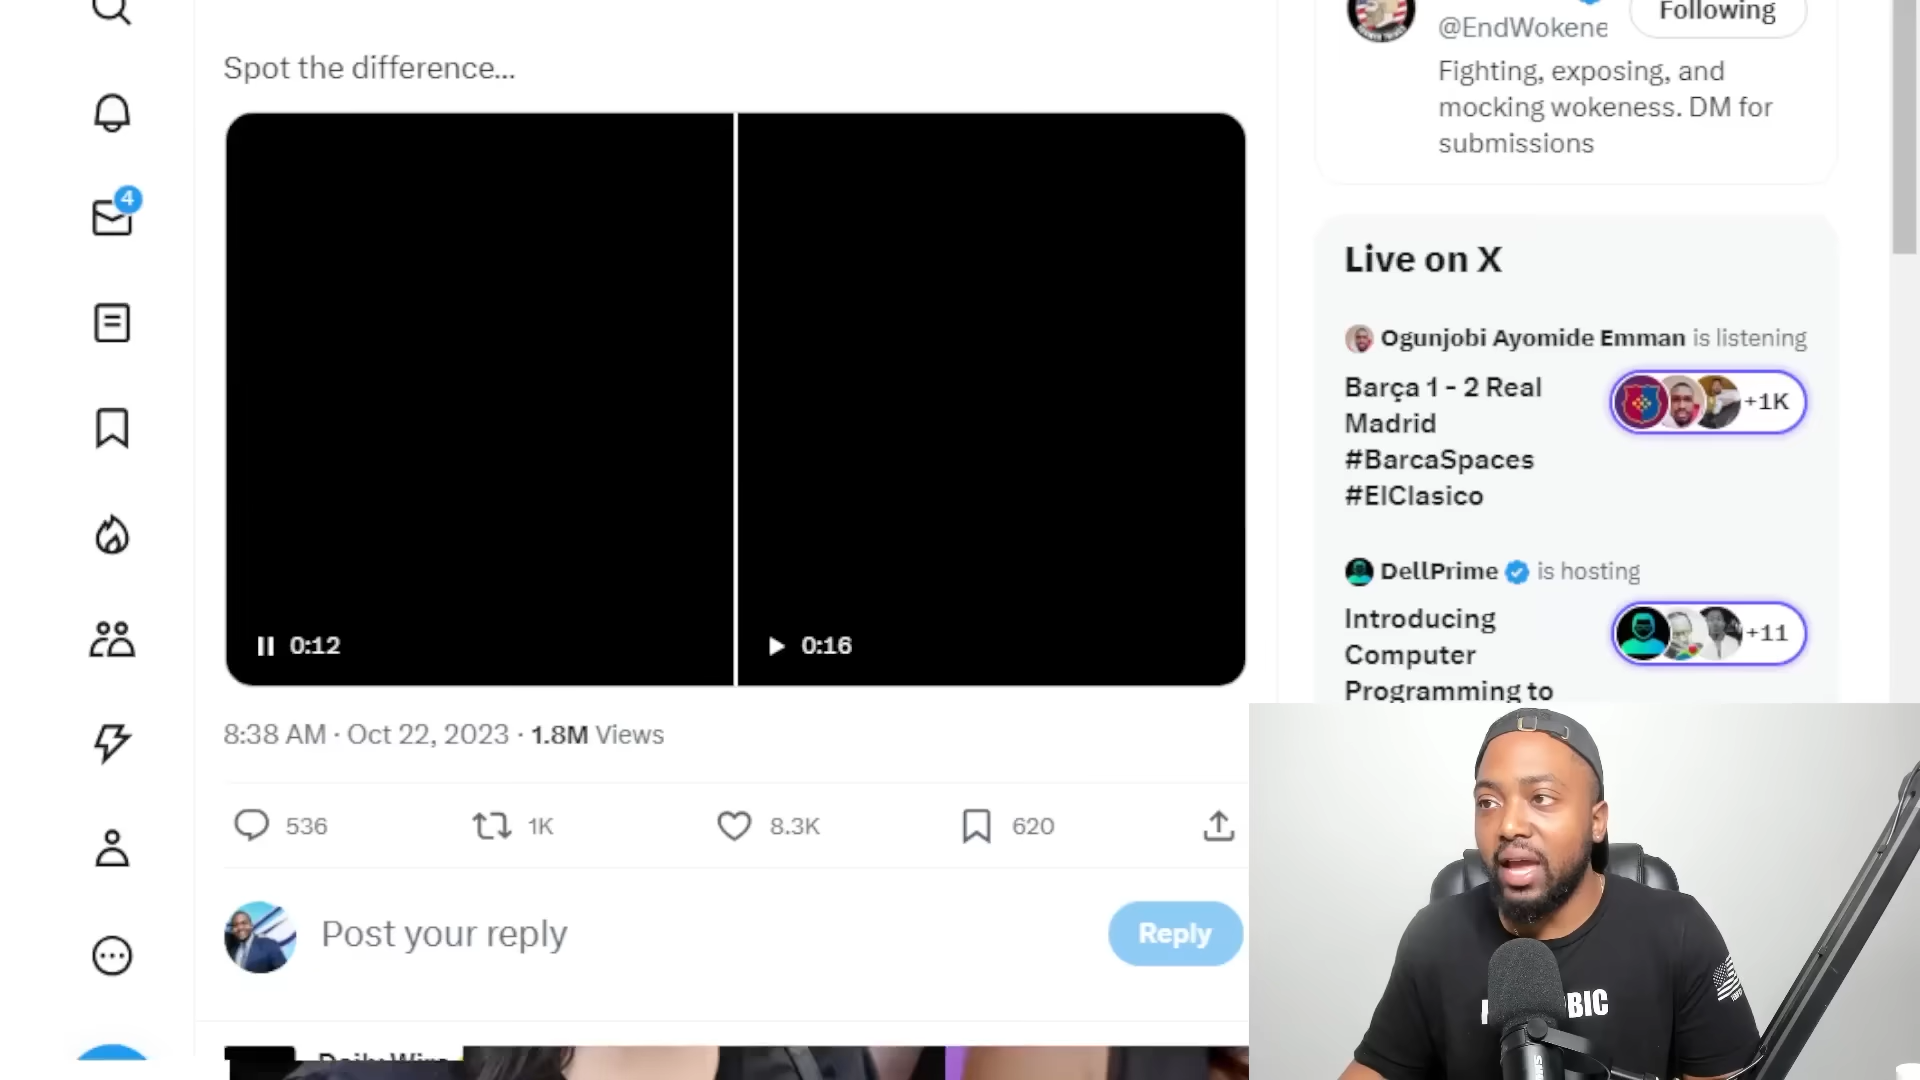 4
Spot the difference...
0:12
0:16
8:38 AM · Oct 22, 2023 · 1.8M Views
536
1K
8.3K
620
Post your reply
Reply
@EndWokene
Following
Fighting, exposing, and
mocking wokeness. DM for
submissions
Live on X
Ogunjobi Ayomide Emman is listening
Barça 1 - 2 Real
Madrid
#BarcaSpaces
#ElClasico
+1K
DellPrime is hosting
Introducing
Computer
Programming to
+11
Daily Wire